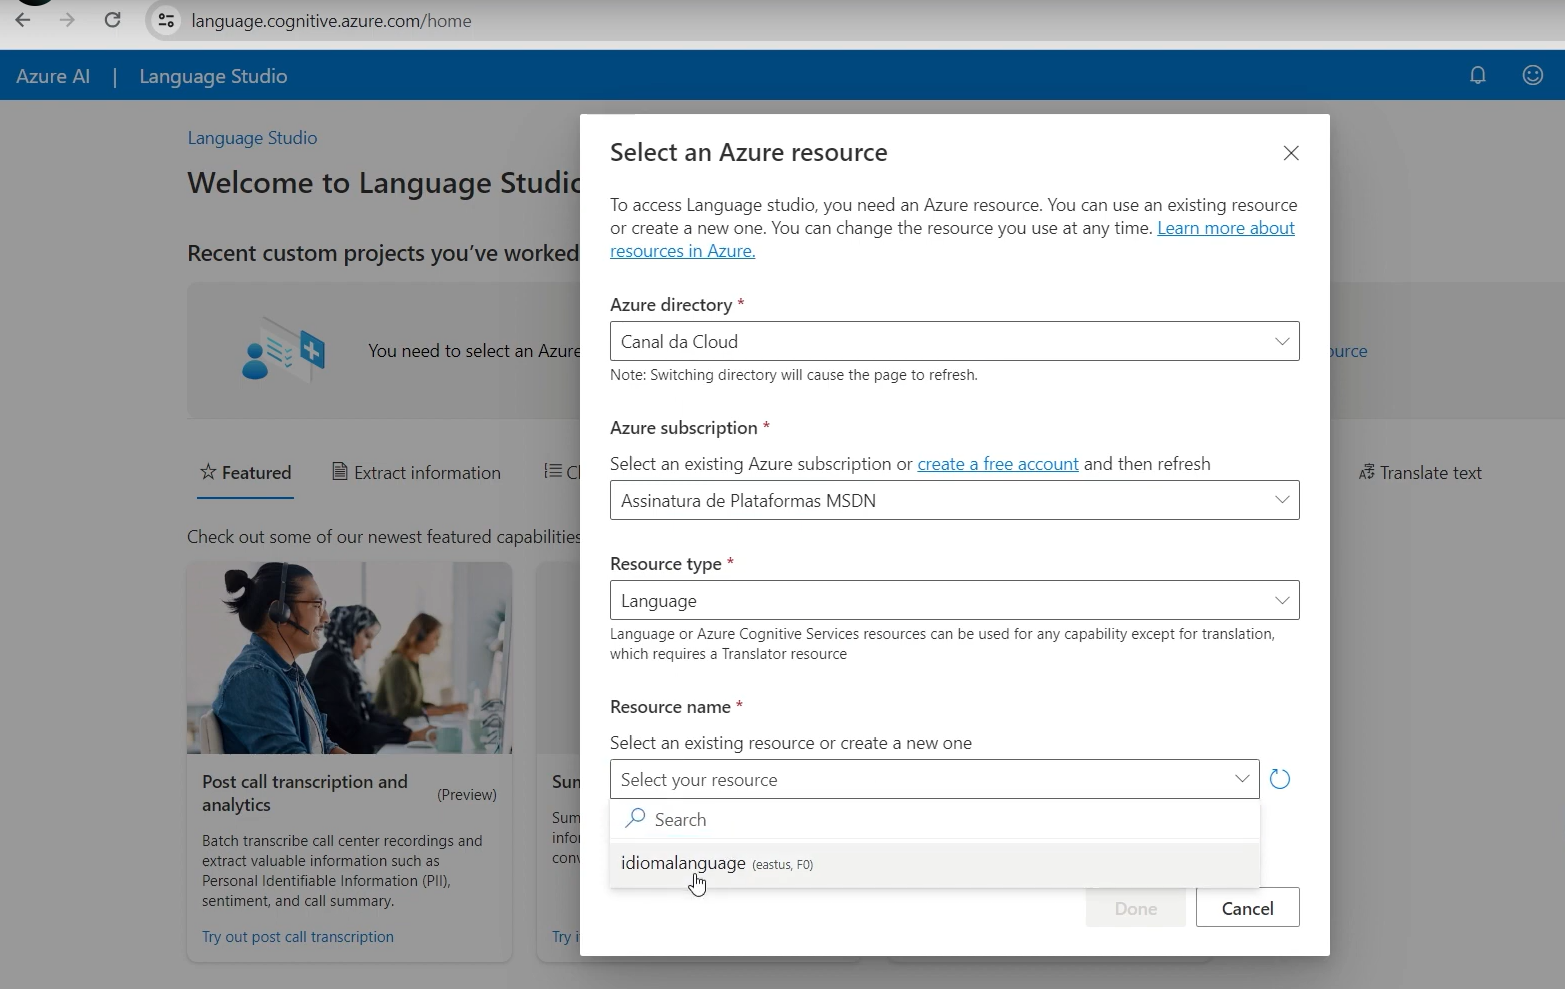 language.cognitive.azure.com/home
Azure AI | Language Studio
Language Studio
Welcome to Language Studio
Recent custom projects you've worked
You need to select an Azure
ource
Featured
Extract information
Translate text
Check out some of our newest featured capabilities
Post call transcription and
analytics
(Preview)
Batch transcribe call center recordings and
extract valuable information such as
Personal Identifiable Information (PII),
sentiment, and call summary.
Try out post call transcription
Select an Azure resource
To access Language studio, you need an Azure resource. You can use an existing resource
or create a new one. You can change the resource you use at any time. Learn more about
resources in Azure.
Azure directory *
Canal da Cloud
Note: Switching directory will cause the page to refresh.
Azure subscription *
Select an existing Azure subscription or create a free account and then refresh
Assinatura de Plataformas MSDN
Resource type *
Language
Language or Azure Cognitive Services resources can be used for any capability except for translation,
which requires a Translator resource
Resource name *
Select an existing resource or create a new one
Select your resource
Search
idiomalanguage (eastus, F0)
Done
Cancel